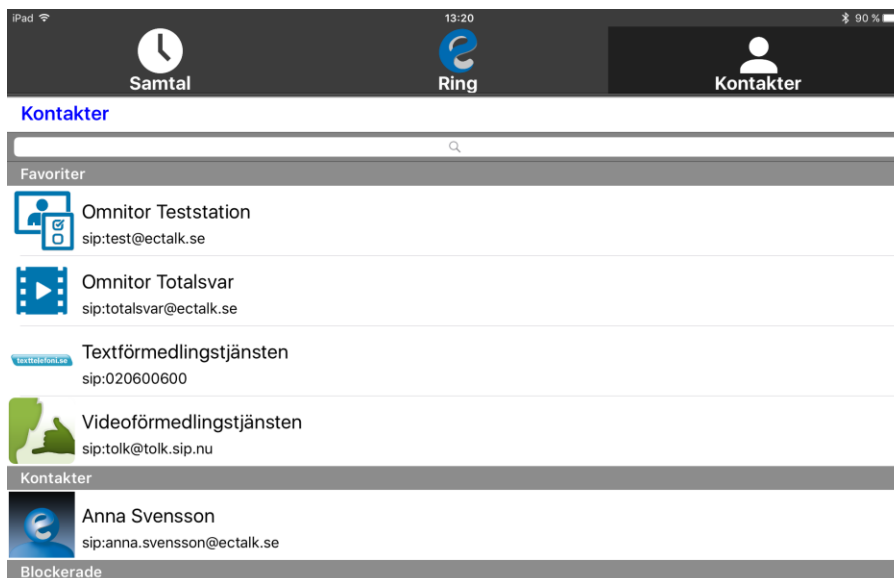 iPad
13:20
90 %
Samtal
Ring
Kontakter
Kontakter
Favoriter
Omnitor Teststation
sip:test@ectalk.se
Omnitor Totalsvar
sip:totalsvar@ectalk.se
texttelefoni.se
Textförmedlingstjänsten
sip:020600600
Videoförmedlingstjänsten
sip:tolk@tolk.sip.nu
Kontakter
Anna Svensson
sip:anna.svensson@ectalk.se
Blockerade